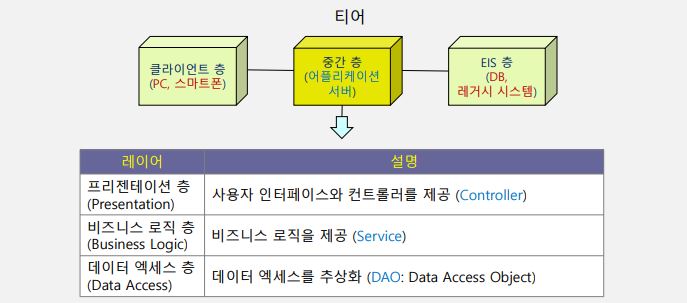 티어
클라이언트 층
(PC, 스마트폰)
중간 층
(어플리케이션
서버)
EIS 층
(DB,
레거시 시스템)
레이어 설명
프리젠테이션 층
(Presentation)
사용자 인터페이스와 컨트롤러를 제공 (Controller)
비즈니스 로직 층
(Business Logic)
비즈니스 로직을 제공 (Service)
데이터 엑세스 층
(Data Access)
데이터 엑세스를 추상화 (DAO: Data Access Object)